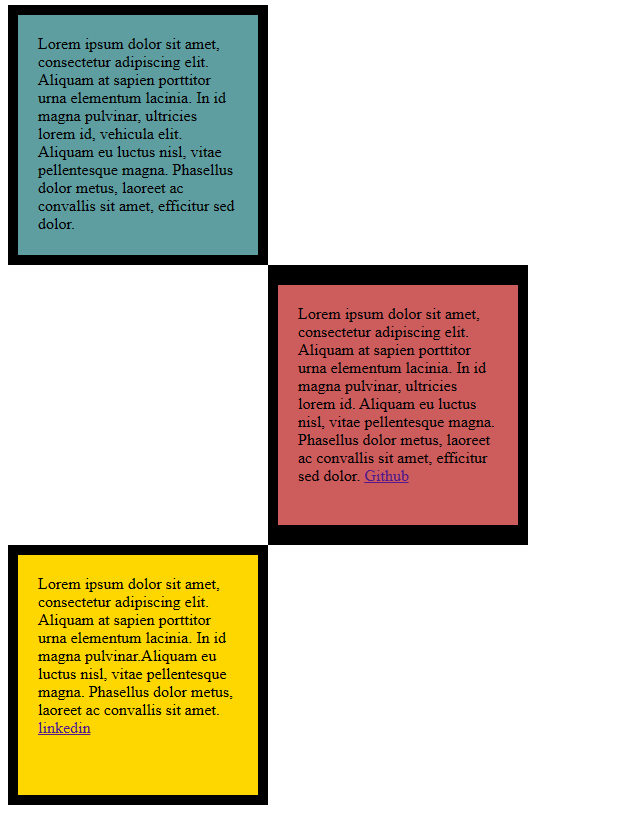 Lorem ipsum dolor sit amet,
consectetur adipiscing elit.
Aliquam at sapien porttitor
urna elementum lacinia. In id
magna pulvinar, ultricies
lorem id, vehicula elit.
Aliquam eu luctus nisl, vitae
pellentesque magna. Phasellus
dolor metus, laoreet ac
convallis sit amet, efficitur sed
dolor.
Lorem ipsum dolor sit amet,
consectetur adipiscing elit.
Aliquam at sapien porttitor
urna elementum lacinia. In id
magna pulvinar, ultricies
lorem id. Aliquam eu luctus
nisl, vitae pellentesque magna.
Phasellus dolor metus, laoreet
ac convallis sit amet, efficitur
sed dolor. Github
Lorem ipsum dolor sit amet,
consectetur adipiscing elit.
Aliquam at sapien porttitor
urna elementum lacinia. In id
magna pulvinar.Aliquam eu
luctus nisl, vitae pellentesque
magna. Phasellus dolor metus,
laoreet ac convallis sit amet.
linkedin